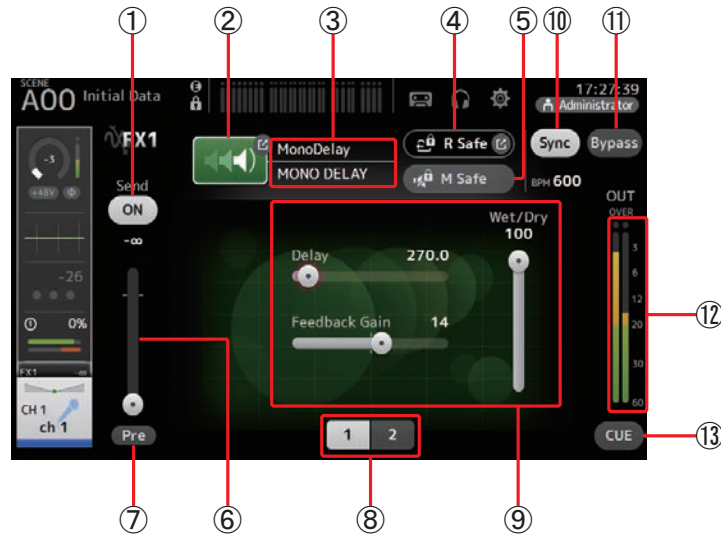 ① ② ③ ④ ⑤ ⑩ ⑪
SCENE
A00 Initial Data
17:27:39
Administrator
-3
+48V Φ
-26
0%
FX1 -∞
CH 1
ch 1
FX1
Send
ON
-∞
Pre
MonoDelay
MONO DELAY
R Safe
M Safe
Sync
Bypass
BPM 600
OUT
OVER
3
6
12
20
30
60
Wet/Dry
100
Delay 270.0
Feedback Gain 14
1 2
CUE
⑫
⑬
⑦ ⑥ ⑧ ⑨